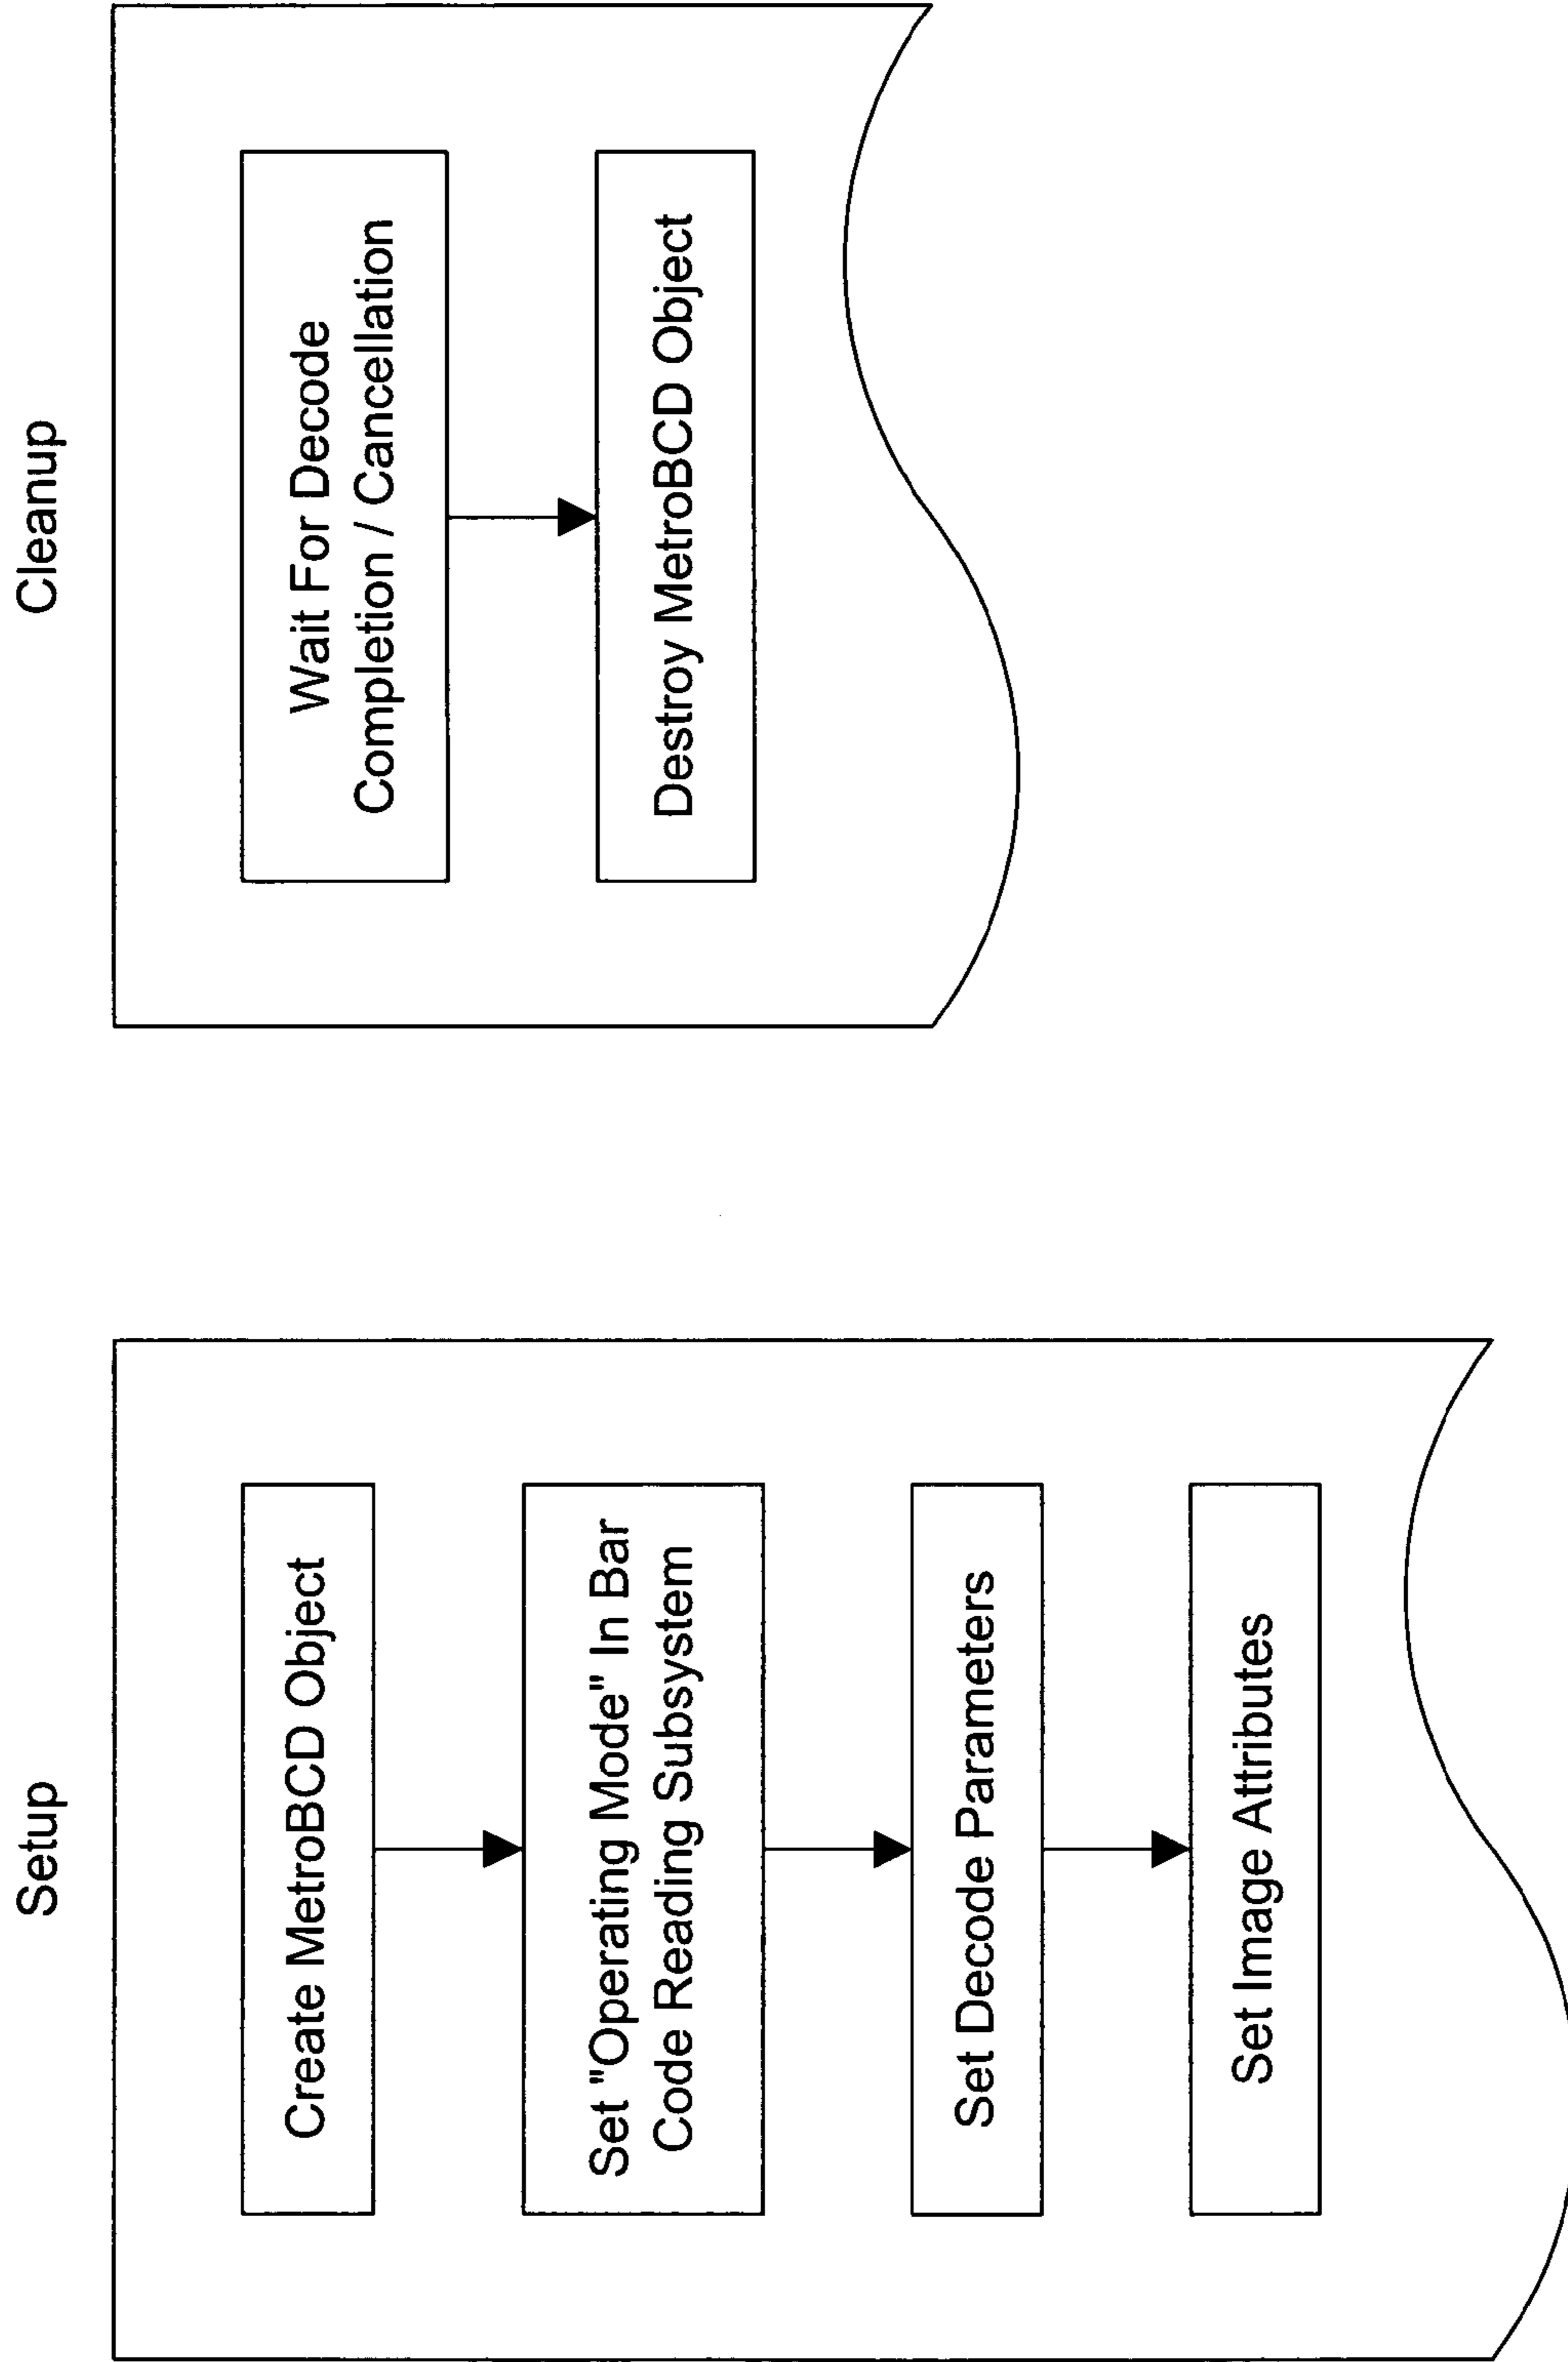 Setup
Create MetroBCD Object
Set "Operating Mode" In Bar
Code Reading Subsystem
Set Decode Parameters
Set Image Attributes
Cleanup
Wait For Decode
Completion / Cancellation
Destroy MetroBCD Object